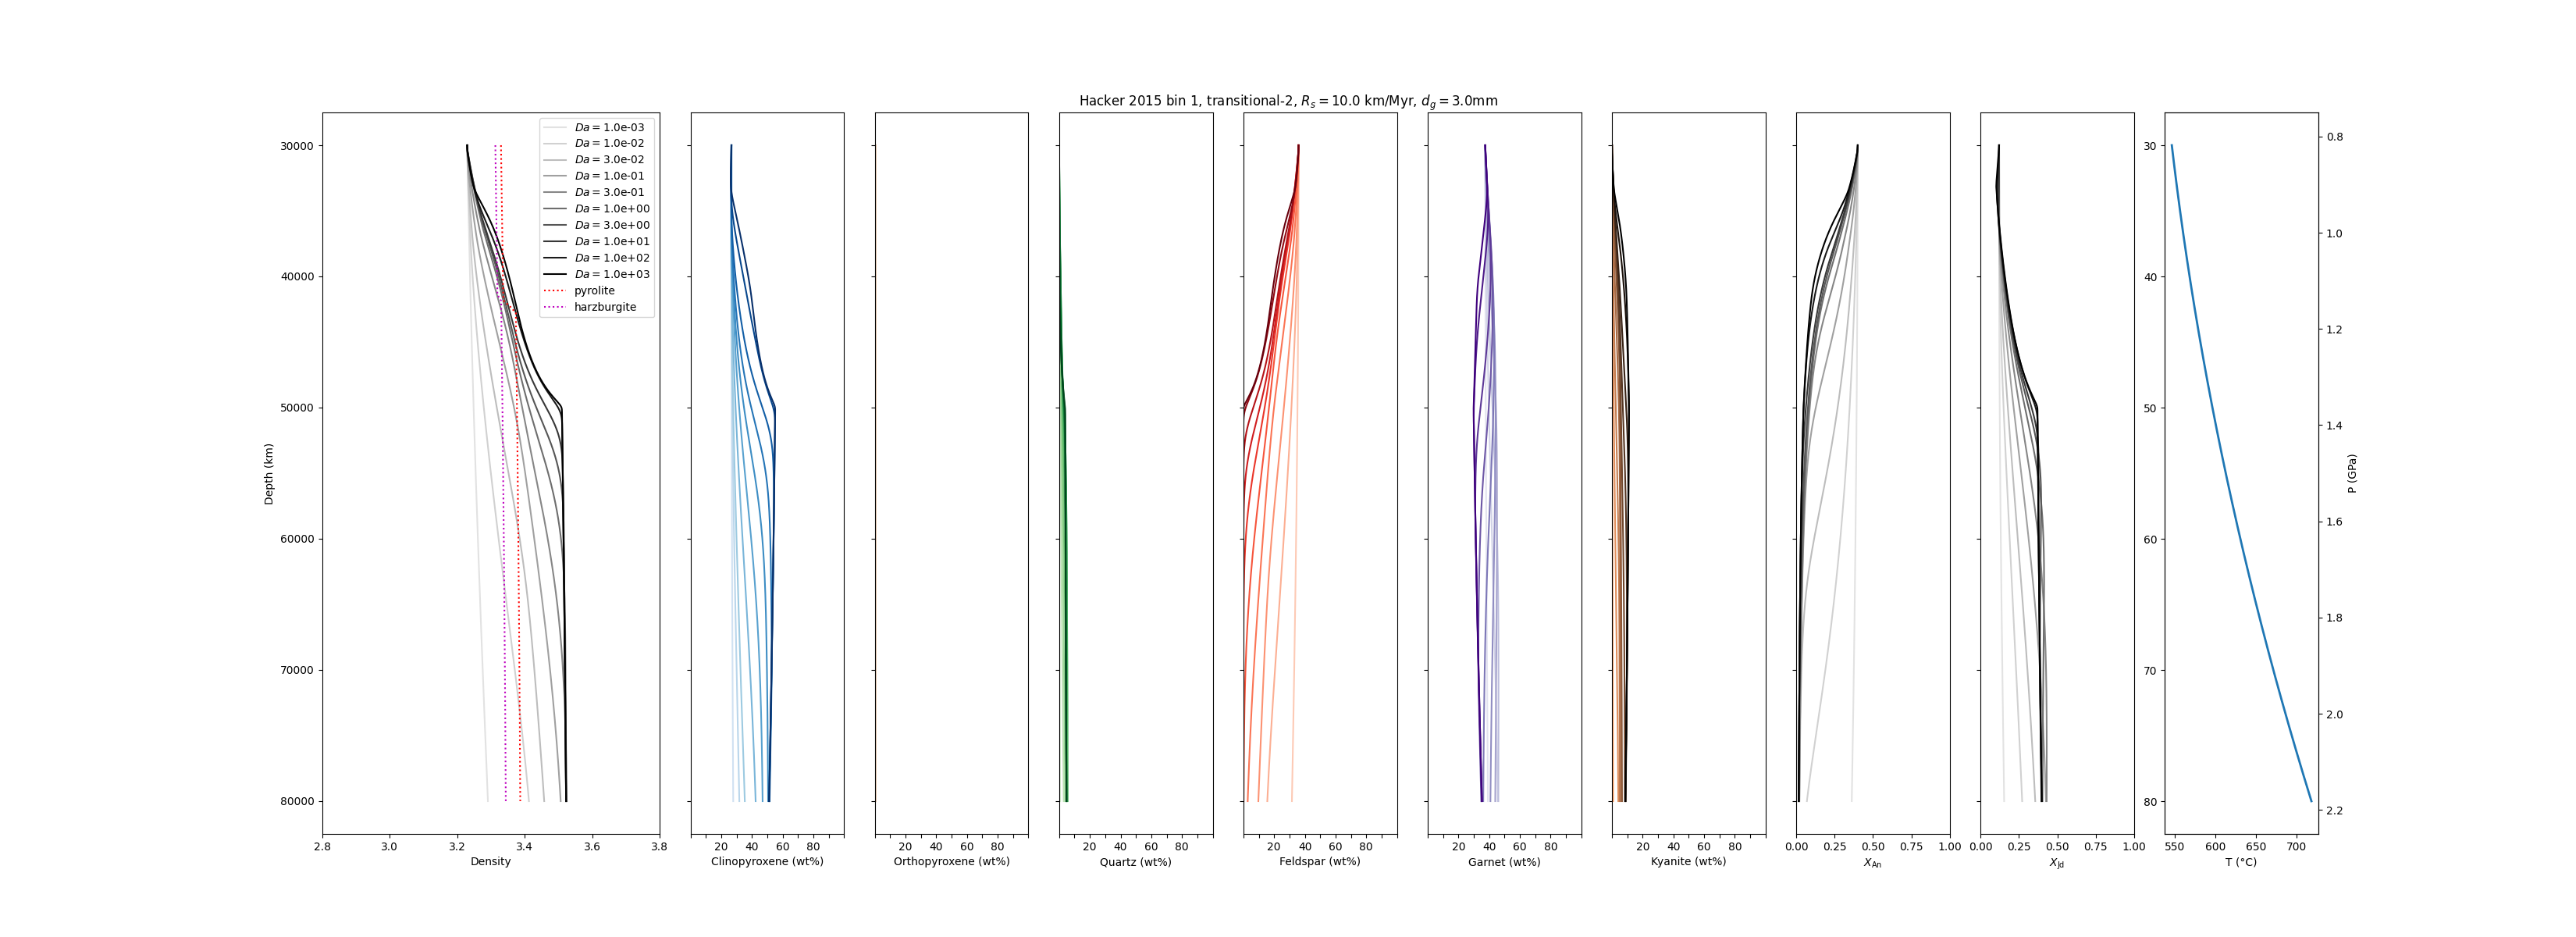 Hacker 2015 bin 1, transitional-2, R_s = 10.0 km/Myr, d_g = 3.0mm
Da = 1.0e-03
Da = 1.0e-02
Da = 3.0e-02
Da = 1.0e-01
Da = 3.0e-01
Da = 1.0e+00
Da = 3.0e+00
Da = 1.0e+01
Da = 1.0e+02
Da = 1.0e+03
pyrolite
harzburgite
Depth (km)
30000
40000
50000
60000
70000
80000
2.8 3.0 3.2 3.4 3.6 3.8
Density
20 40 60 80
Clinopyroxene (wt%)
20 40 60 80
Orthopyroxene (wt%)
20 40 60 80
Quartz (wt%)
20 40 60 80
Feldspar (wt%)
20 40 60 80
Garnet (wt%)
20 40 60 80
Kyanite (wt%)
0.00 0.25 0.50 0.75 1.00
X_An
0.00 0.25 0.50 0.75 1.00
X_Jd
30
40
50
60
70
80
550 600 650 700
T (°C)
0.8
1.0
1.2
1.4
1.6
1.8
2.0
2.2
P (GPa)